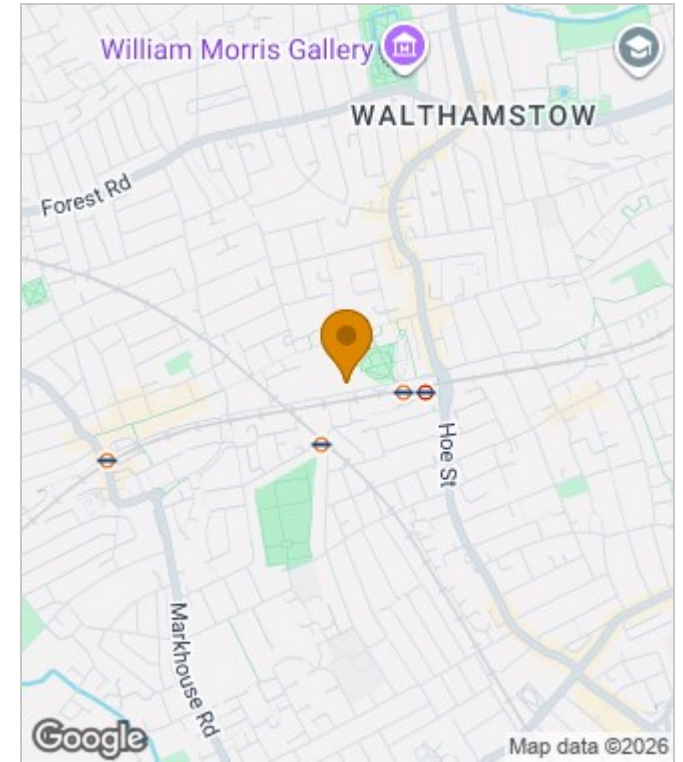 William Morris Gallery
WALTHAMSTOW
Forest Rd
Hoe St
Markhouse Rd
Google
Map data ©2026